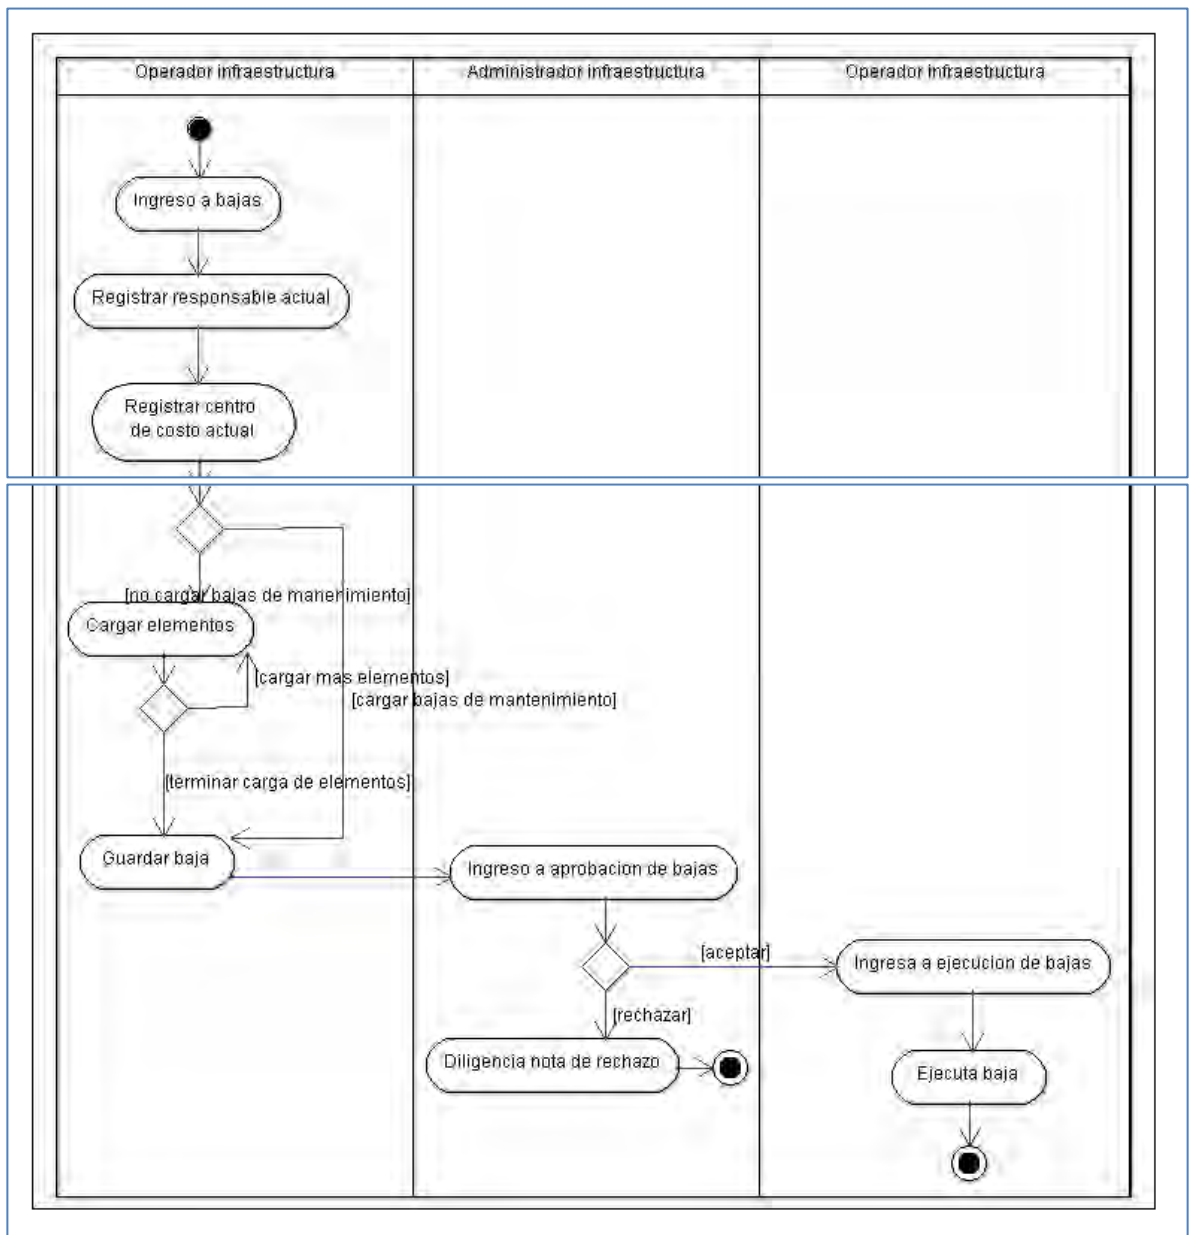 Operador infraestructura
Administrador infraestructura
Operador infraestructura
Ingreso a bajas
Registrar responsable actual
Registrar centro
de costo actual
[no cargar bajas de manenimiento]
Cargar elementos
[cargar mas elementos]
[cargar bajas de mantenimiento]
[terminar carga de elementos]
Guardar baja
Ingreso a aprobacion de bajas
[aceptar]
Ingresa a ejecucion de bajas
[rechazar]
Diligencia nota de rechazo
Ejecuta baja